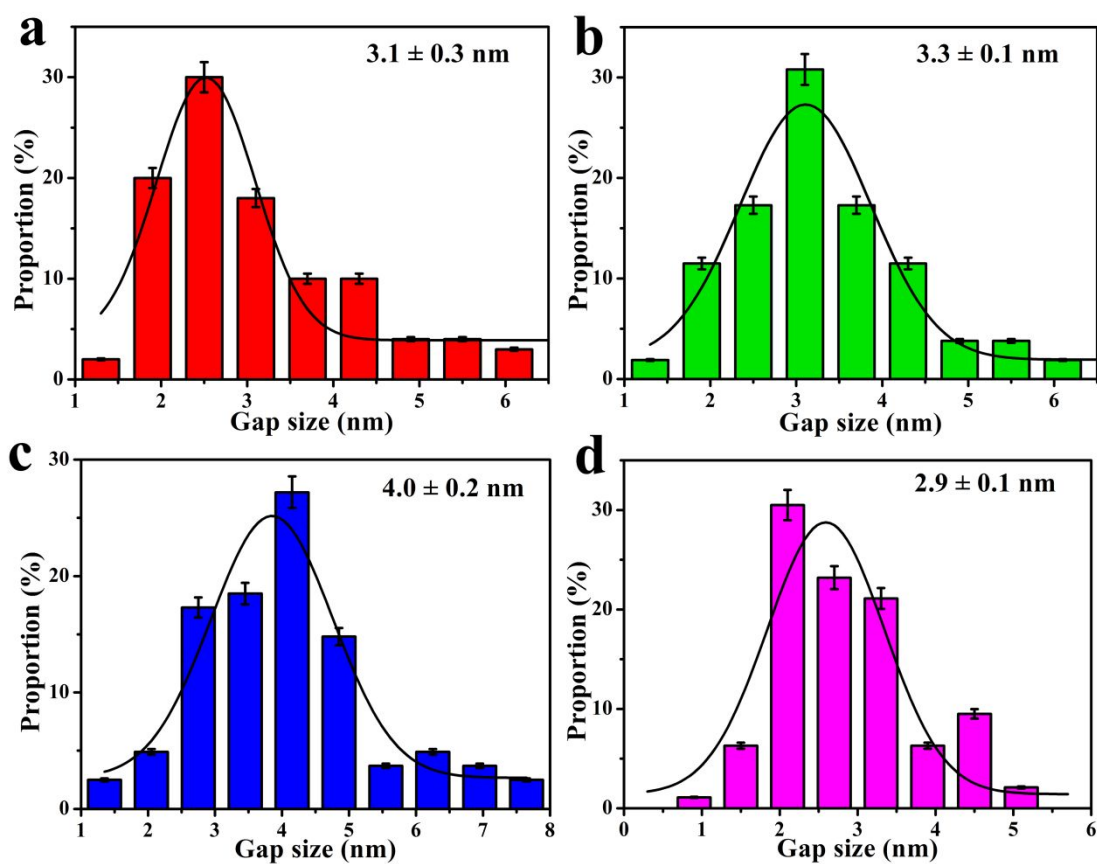 a
3.1 ± 0.3 nm
30
20
10
0
Proportion (%)
1 2 3 4 5 6
Gap size (nm)
b
3.3 ± 0.1 nm
30
20
10
0
Proportion (%)
1 2 3 4 5 6
Gap size (nm)
c
4.0 ± 0.2 nm
30
20
10
0
Proportion (%)
1 2 3 4 5 6 7 8
Gap size (nm)
d
2.9 ± 0.1 nm
30
20
10
0
Proportion (%)
0 1 2 3 4 5 6
Gap size (nm)